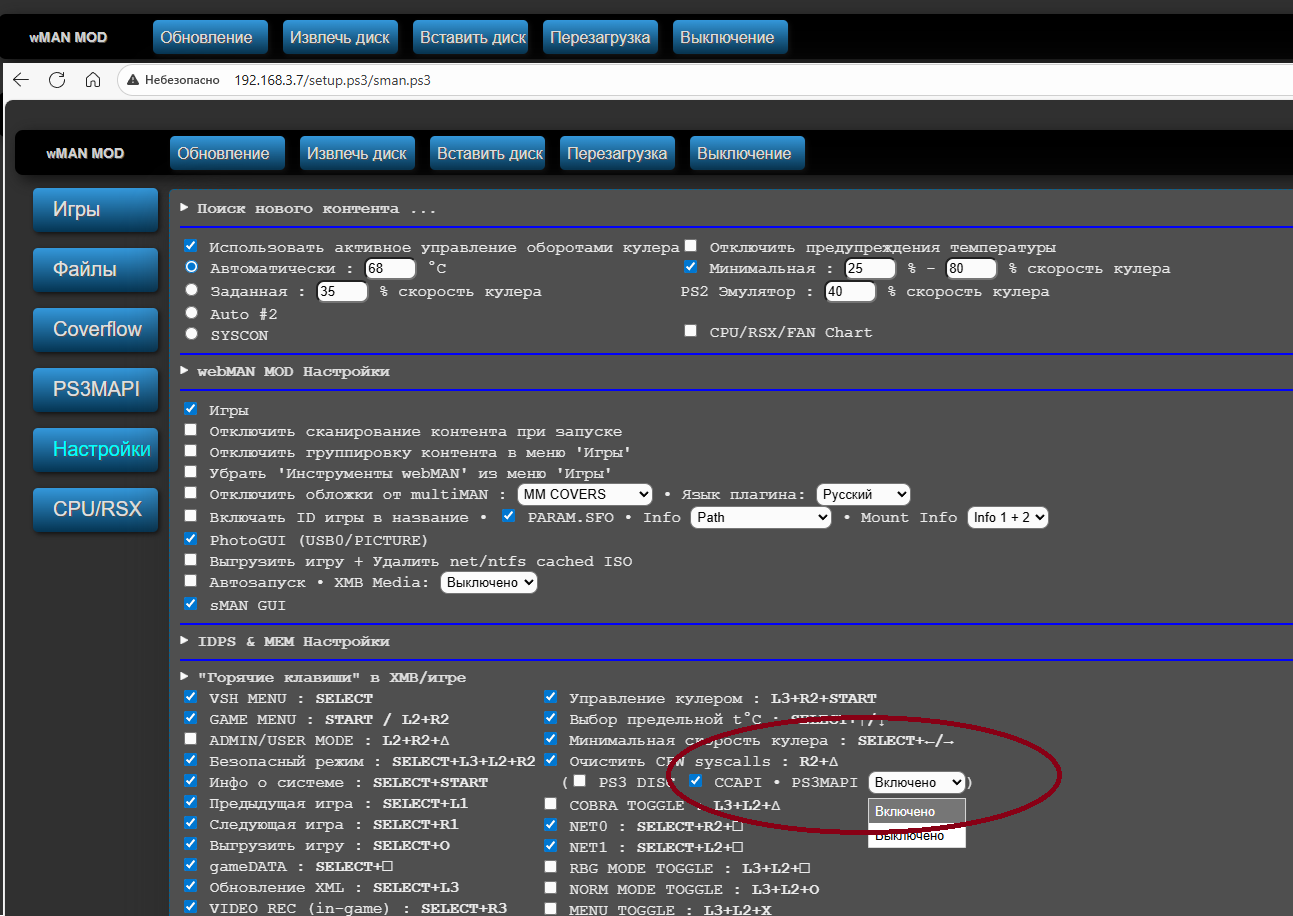 wMAN MOD Обновление Извлечь диск Вставить диск Перезагрузка Выключение
Небезопасно 192.168.3.7/setup.ps3/sman.ps3
wMAN MOD Обновление Извлечь диск Вставить диск Перезагрузка Выключение
Игры
Файлы
Coverflow
PS3MAPI
Настройки
CPU/RSX
Поиск нового контента ...
Использовать активное управление оборотами кулера Отключить предупреждения температуры
Автоматически : 68 °C Минимальная : 25 % - 80 % скорость кулера
Заданная : 35 % скорость кулера PS2 Эмулятор : 40 % скорость кулера
Auto #2
SYSCON CPU/RSX/FAN Chart
webMAN MOD Настройки
Игры
Отключить сканирование контента при запуске
Отключить группировку контента в меню 'Игры'
Убрать 'Инструменты webMAN' из меню 'Игры'
Отключить обложки от multiMAN : MM COVERS • Язык плагина: Русский
Включать ID игры в название • PARAM.SFO • Info Path • Mount Info Info 1 + 2
PhotoGUI (USB0/PICTURE)
Выгрузить игру + Удалить net/ntfs cached ISO
Автозапуск • XMB Media: Выключено
sMAN GUI
IDPS & MEM Настройки
"Горячие клавиши" в XMB/игре
VSH MENU : SELECT Управление кулером : L3+R2+START
GAME MENU : START / L2+R2 Выбор предельной t°C : SELECT+↑/↓
ADMIN/USER MODE : L2+R2+Δ Минимальная скорость кулера : SELECT+←/→
Безопасный режим : SELECT+L3+L2+R2 Очистить CFW syscalls : R2+Δ
Инфо о системе : SELECT+START ( PS3 DISC CCAPI • PS3MAPI Включено )
Предыдущая игра : SELECT+L1 COBRA TOGGLE : L3+L2+Δ Включено
Следующая игра : SELECT+R1 NET0 : SELECT+R2+□ Выключено
Выгрузить игру : SELECT+O NET1 : SELECT+L2+□
gameDATA : SELECT+□ RBG MODE TOGGLE : L3+L2+□
Обновление XML : SELECT+L3 NORM MODE TOGGLE : L3+L2+O
VIDEO REC (in-game) : SELECT+R3 MENU TOGGLE : L3+L2+X